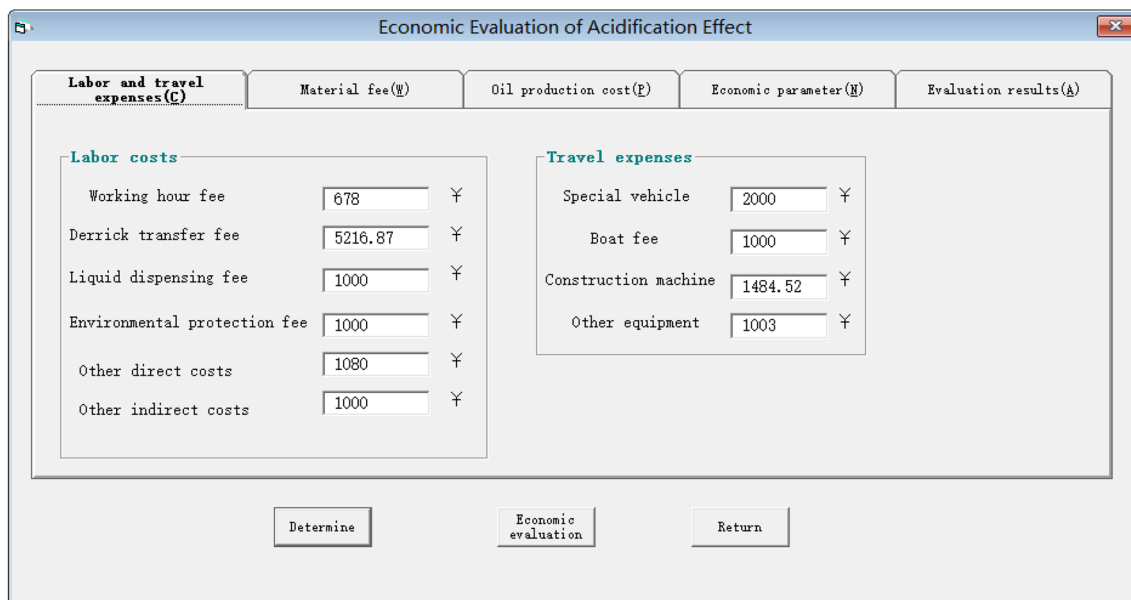 Economic Evaluation of Acidification Effect
Labor and travel
expenses(C)
Material fee(W)
Oil production cost(P)
Economic parameter(N)
Evaluation results(A)
Labor costs
Working hour fee 678 ¥
Derrick transfer fee 5216.87 ¥
Liquid dispensing fee 1000 ¥
Environmental protection fee 1000 ¥
Other direct costs 1080 ¥
Other indirect costs 1000 ¥
Travel expenses
Special vehicle 2000 ¥
Boat fee 1000 ¥
Construction machine 1484.52 ¥
Other equipment 1003 ¥
Determine
Economic
evaluation
Return